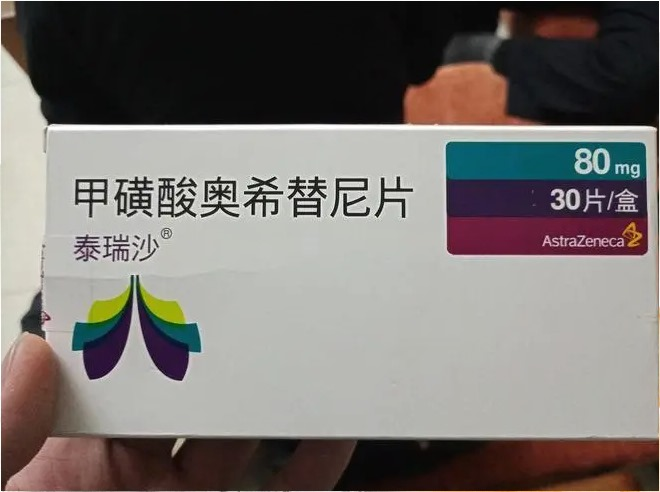 甲磺酸奥希替尼片
泰瑞沙®
80 mg
30片/盒
AstraZeneca